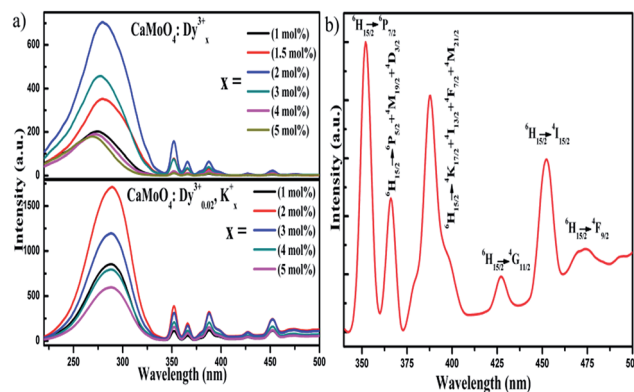 a)
CaMoO₄: Dy³⁺ₓ
x =
(1 mol%)
(1.5 mol%)
(2 mol%)
(3 mol%)
(4 mol%)
(5 mol%)
800
600
400
200
0
CaMoO₄: Dy³⁺₀.₀₂, K⁺ₓ
x =
(1 mol%)
(2 mol%)
(3 mol%)
(4 mol%)
(5 mol%)
1500
1000
500
0
Intensity (a.u.)
250 300 350 400 450 500
Wavelength (nm)
b)
⁶H₁₅/₂→⁶P₇/₂
⁶H₁₅/₂→⁶P₅/₂+⁴M₁₉/₂+⁴D₃/₂
⁶H₁₅/₂→⁴K₁₇/₂+⁴I₁₃/₂+⁴F₇/₂+⁴M₂₁/₂
⁶H₁₅/₂→⁴G₁₁/₂
⁶H₁₅/₂→⁴I₁₅/₂
⁶H₁₅/₂→⁴F₉/₂
Intensity (a.u.)
350 375 400 425 450 475 500
Wavelength (nm)